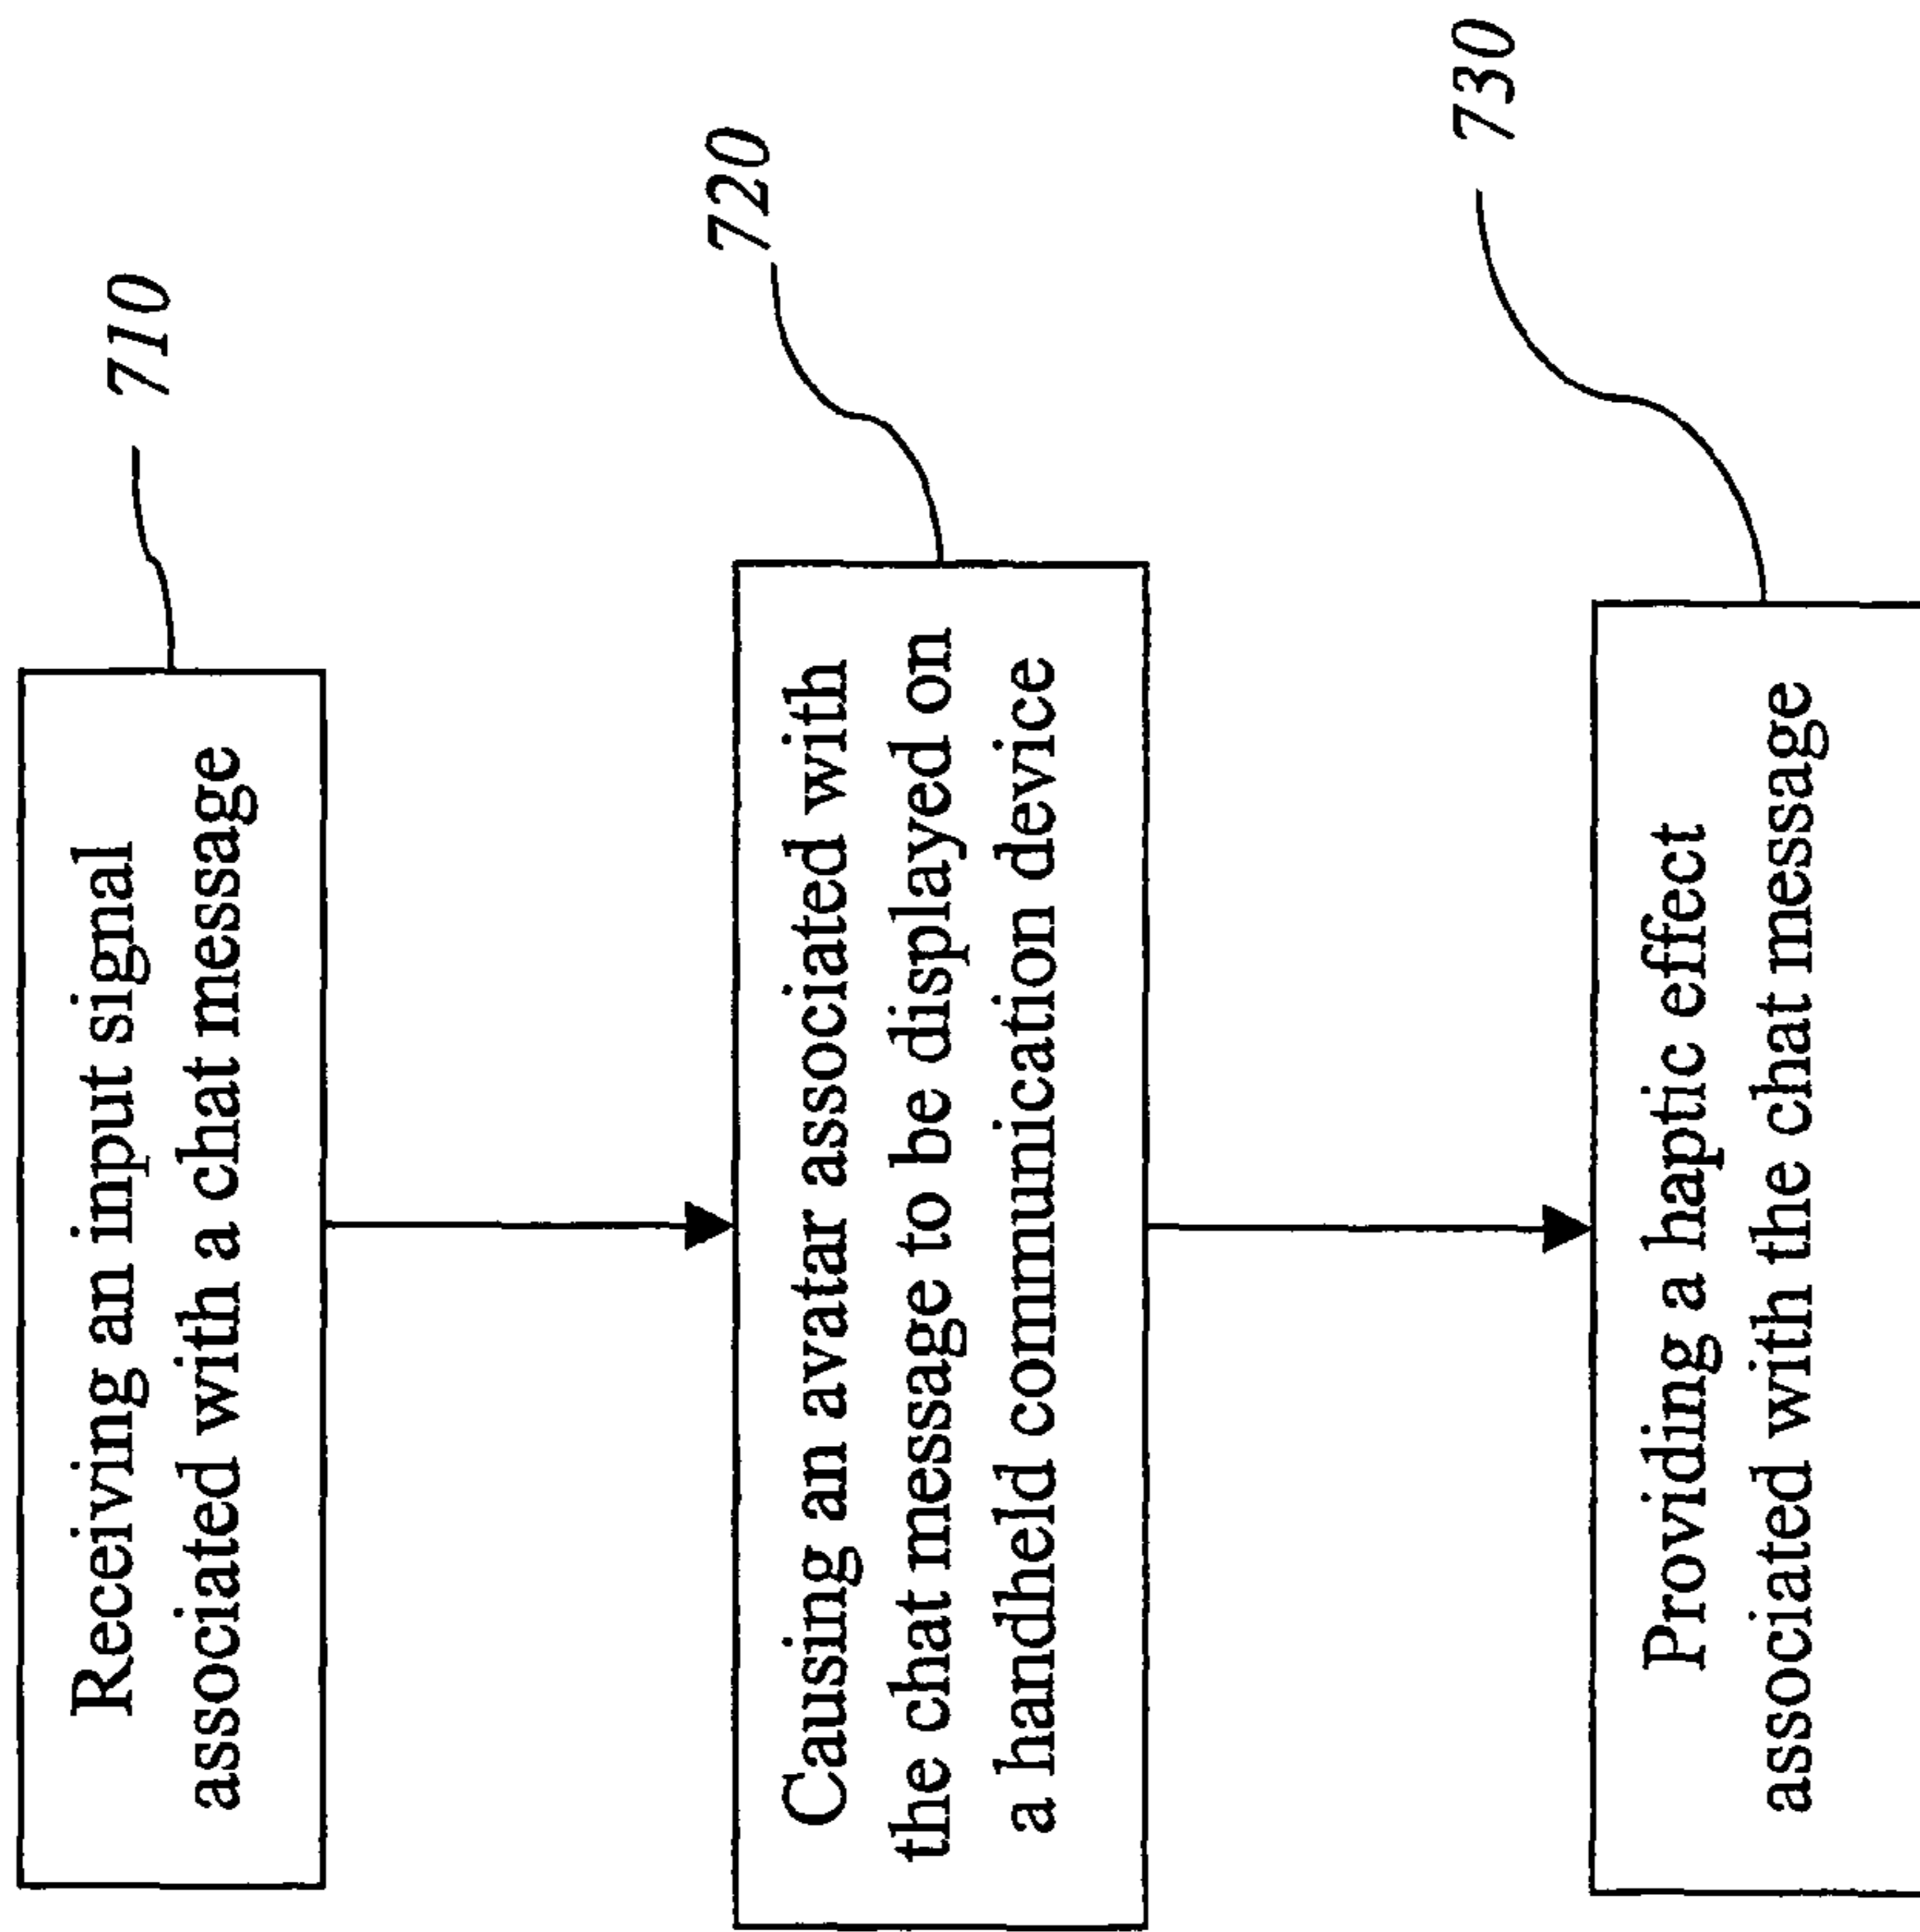 710
Receiving an input signal
associated with a chat message
720
Causing an avatar associated with
the chat message to be displayed on
a handheld communication device
730
Providing a haptic effect
associated with the chat message